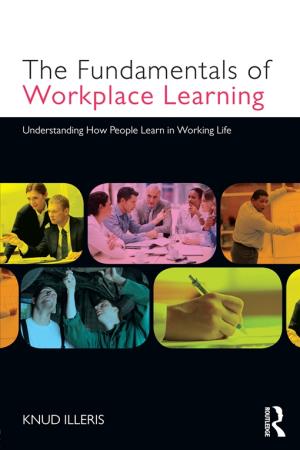 The Fundamentals of
Workplace Learning
Understanding How People Learn in Working Life
KNUD ILLERIS
R
ROUTLEDGE